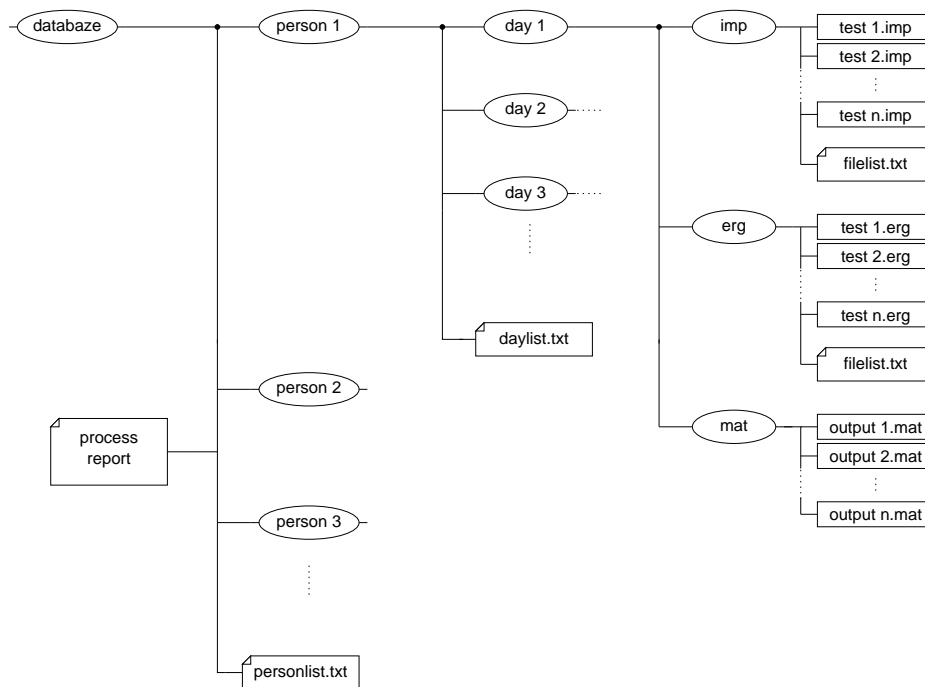 databaze
person 1
day 1
imp
test 1.imp
test 2.imp
test n.imp
filelist.txt
day 2
day 3
erg
test 1.erg
test 2.erg
test n.erg
filelist.txt
daylist.txt
person 2
process
report
mat
output 1.mat
output 2.mat
output n.mat
person 3
personlist.txt